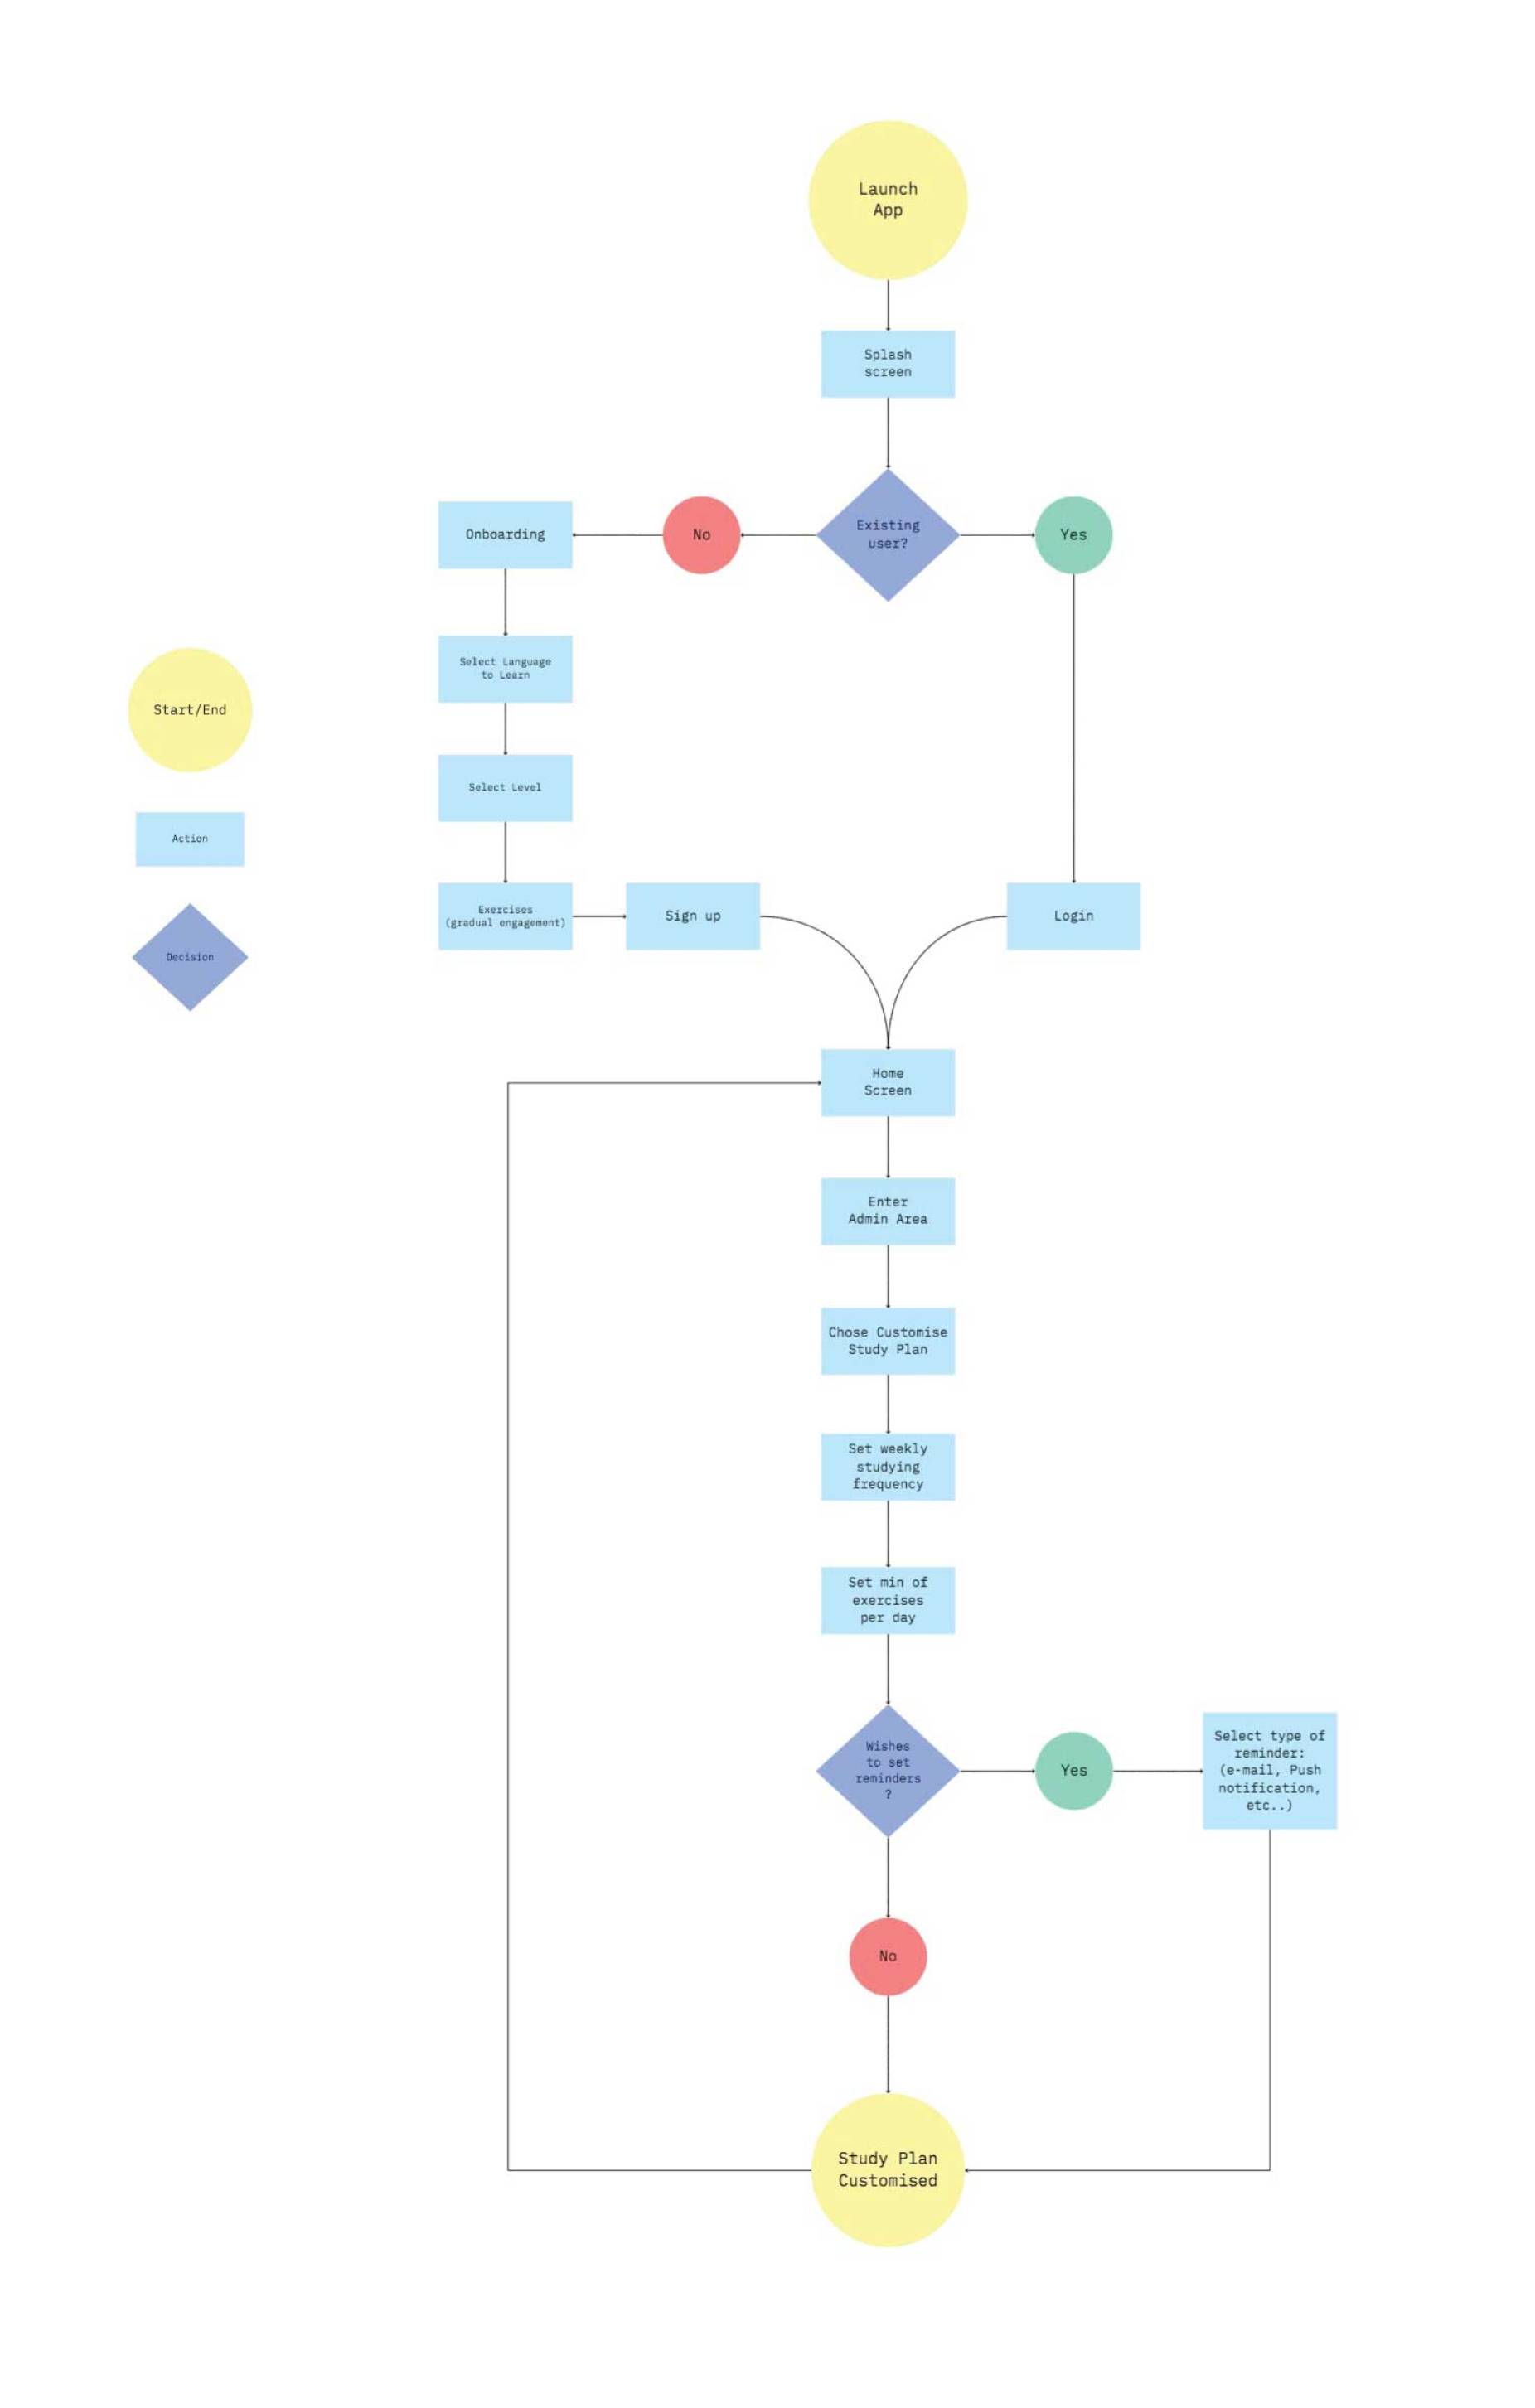 Launch
App
Splash
screen
Existing
user?
No
Yes
Onboarding
Select Language
to Learn
Select Level
Exercises
(gradual engagement)
Sign up
Login
Start/End
Action
Decision
Home
Screen
Enter
Admin Area
Chose Customise
Study Plan
Set weekly
studying
frequency
Set min of
exercises
per day
Wishes
to set
reminders
?
Yes
Select type of
reminder:
(e-mail, Push
notification,
etc..)
No
Study Plan
Customised